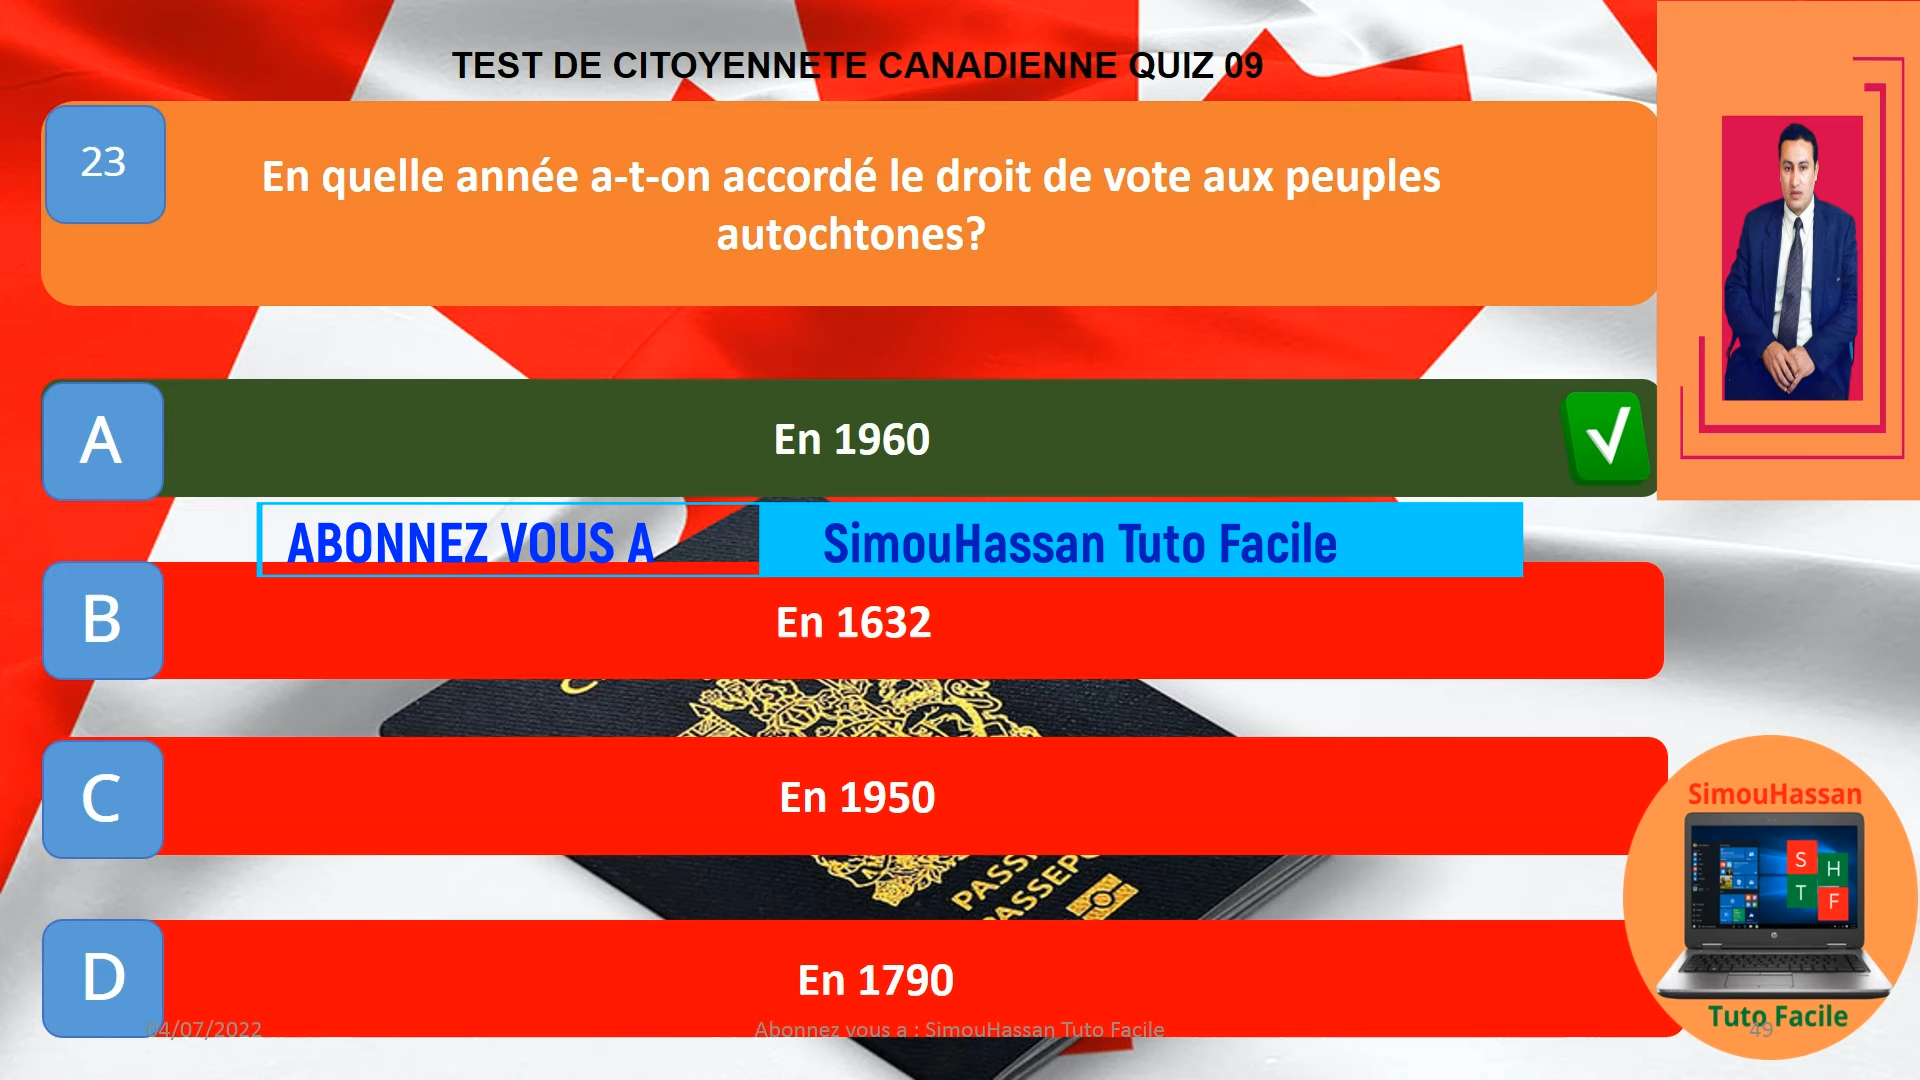 TEST DE CITOYENNETE CANADIENNE QUIZ 09
23
En quelle année a-t-on accordé le droit de vote aux peuples
autochtones?
A
En 1960
ABONNEZ VOUS A
SimouHassan Tuto Facile
B
En 1632
C
En 1950
PASS
PASSEP
SimouHassan
S
H
T
F
D
En 1790
Tuto Facile
04/07/2022
Abonnez vous a : SimouHassan Tuto Facile
49